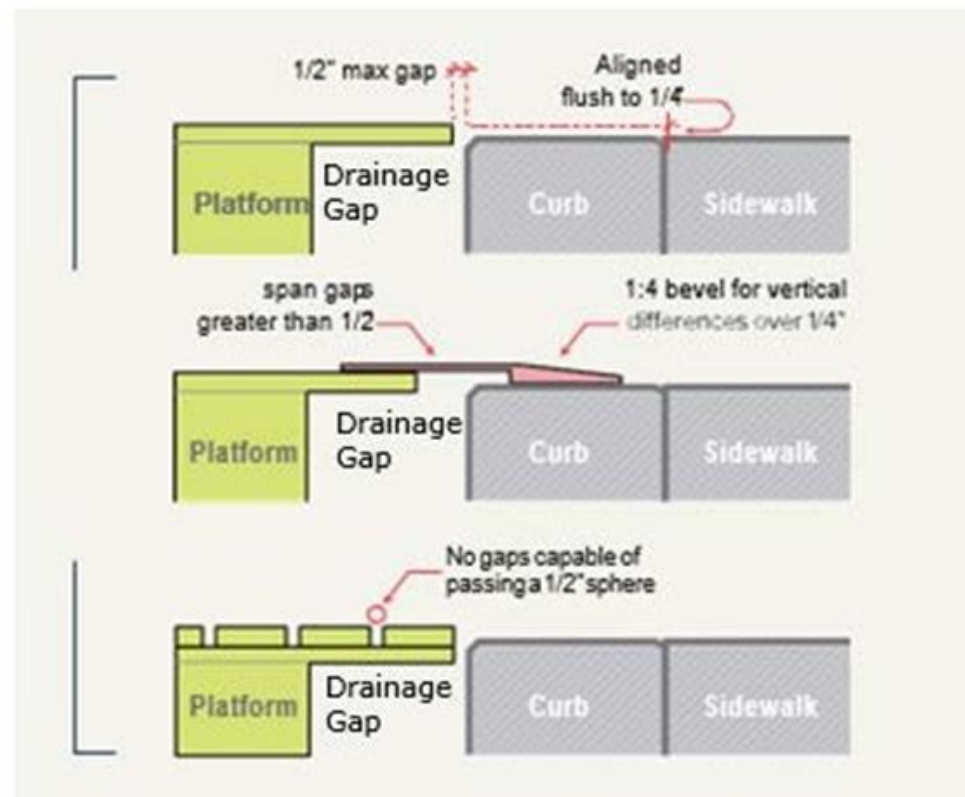 1/2" max gap
Aligned
flush to 1/4"
Platform
Drainage
Gap
Curb
Sidewalk
span gaps
greater than 1/2
1:4 bevel for vertical
differences over 1/4"
Platform
Drainage
Gap
Curb
Sidewalk
No gaps capable of
passing a 1/2" sphere
Platform
Drainage
Gap
Curb
Sidewalk